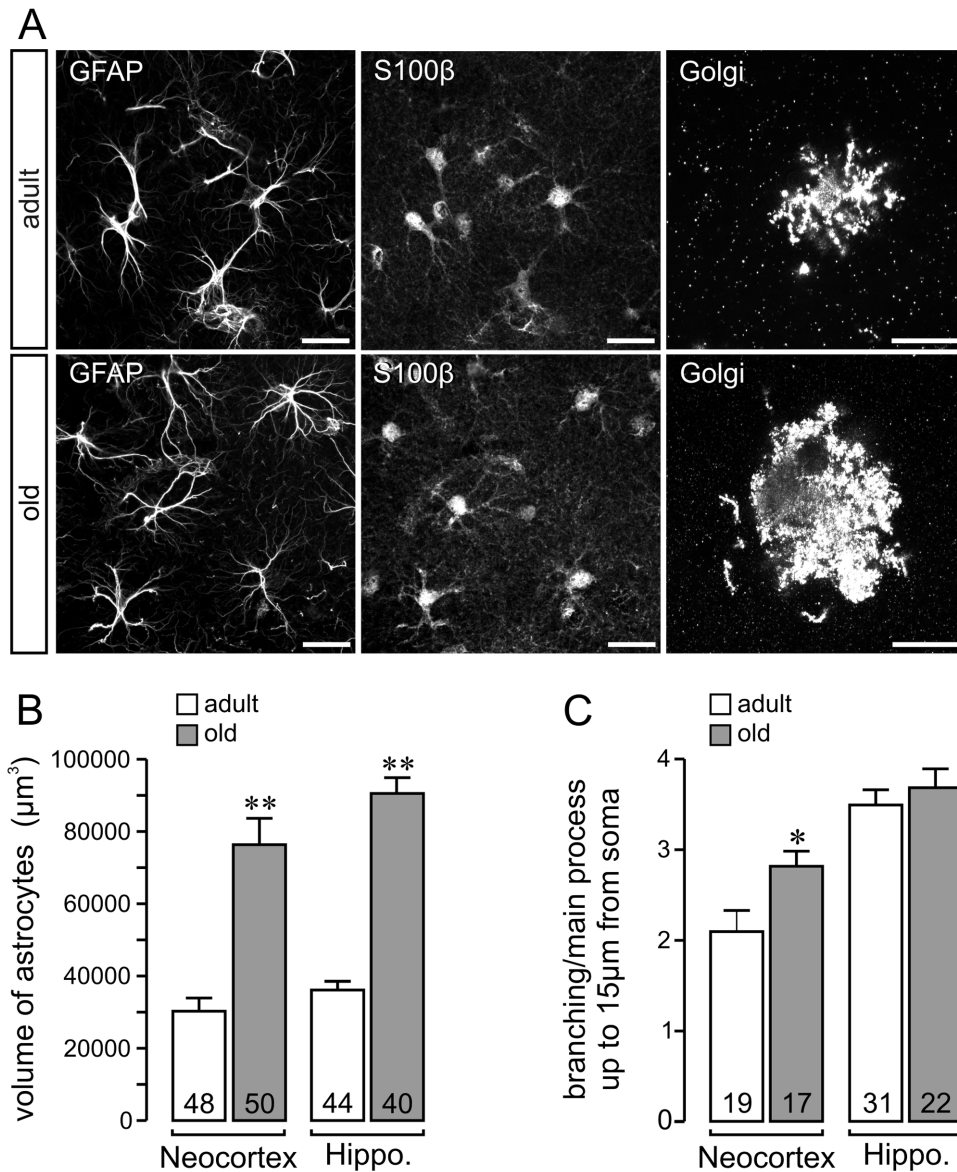 A
adult
GFAP
S100β
Golgi
old
GFAP
S100β
Golgi
B
adult
old
volume of astrocytes (μm³)
100000
80000
60000
40000
20000
0
**
**
48
50
44
40
Neocortex
Hippo.
C
adult
old
branching/main process
up to 15μm from soma
4
3
2
1
0
*
19
17
31
22
Neocortex
Hippo.